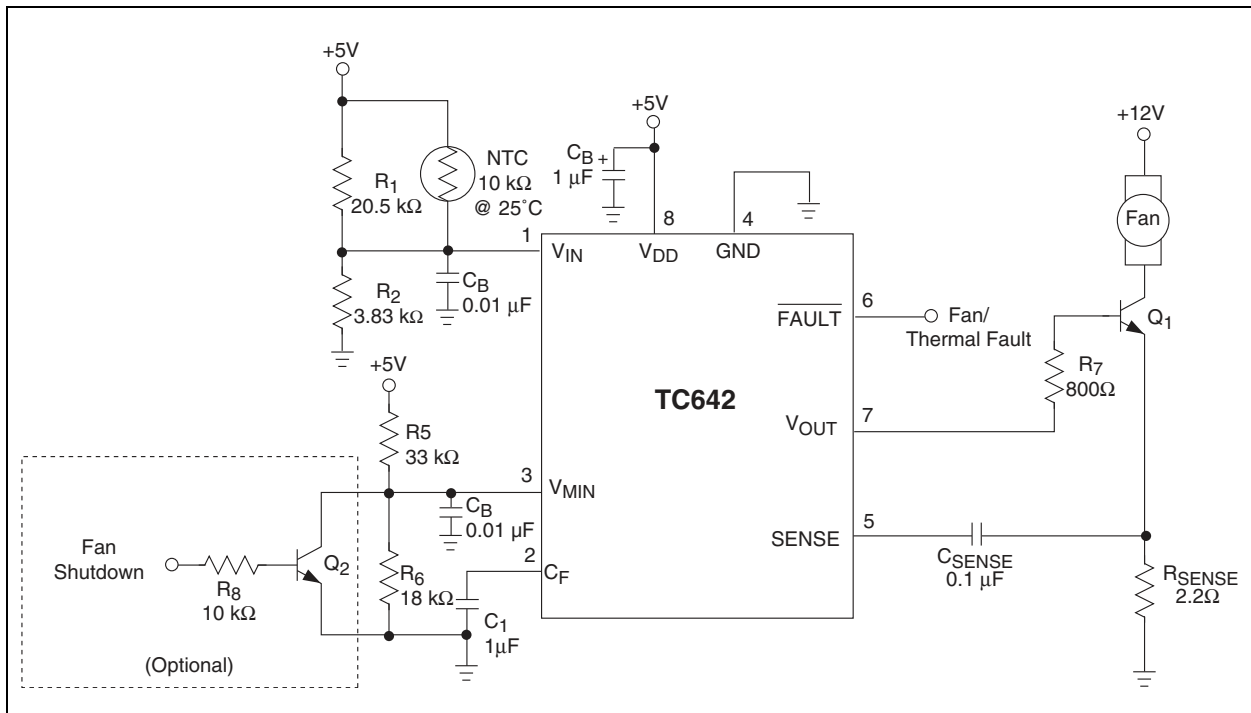 +5V
R1
20.5 kΩ
NTC
10 kΩ
@ 25˚C
R2
3.83 kΩ
CB
0.01 µF
+5V
CB +
1 µF
8
4
1
VIN
VDD
GND
+12V
Fan
Q1
FAULT
6
Fan/
Thermal Fault
R7
800Ω
TC642
VOUT
7
+5V
R5
33 kΩ
3
VMIN
CB
0.01 µF
Fan
Shutdown
R8
10 kΩ
Q2
R6
18 kΩ
(Optional)
2
CF
C1
1µF
SENSE
5
CSENSE
0.1 µF
RSENSE
2.2Ω